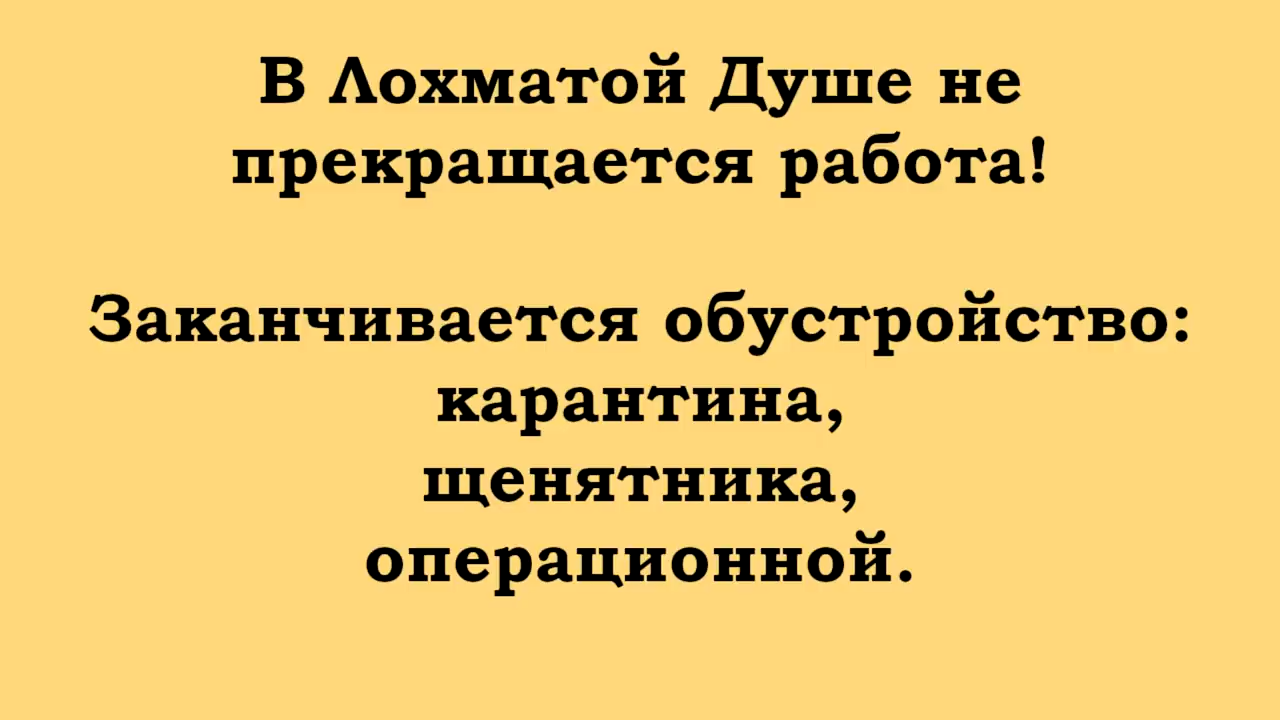 В Лохматой Душе не
прекращается работа!
Заканчивается обустройство:
карантина,
щенятника,
операционной.